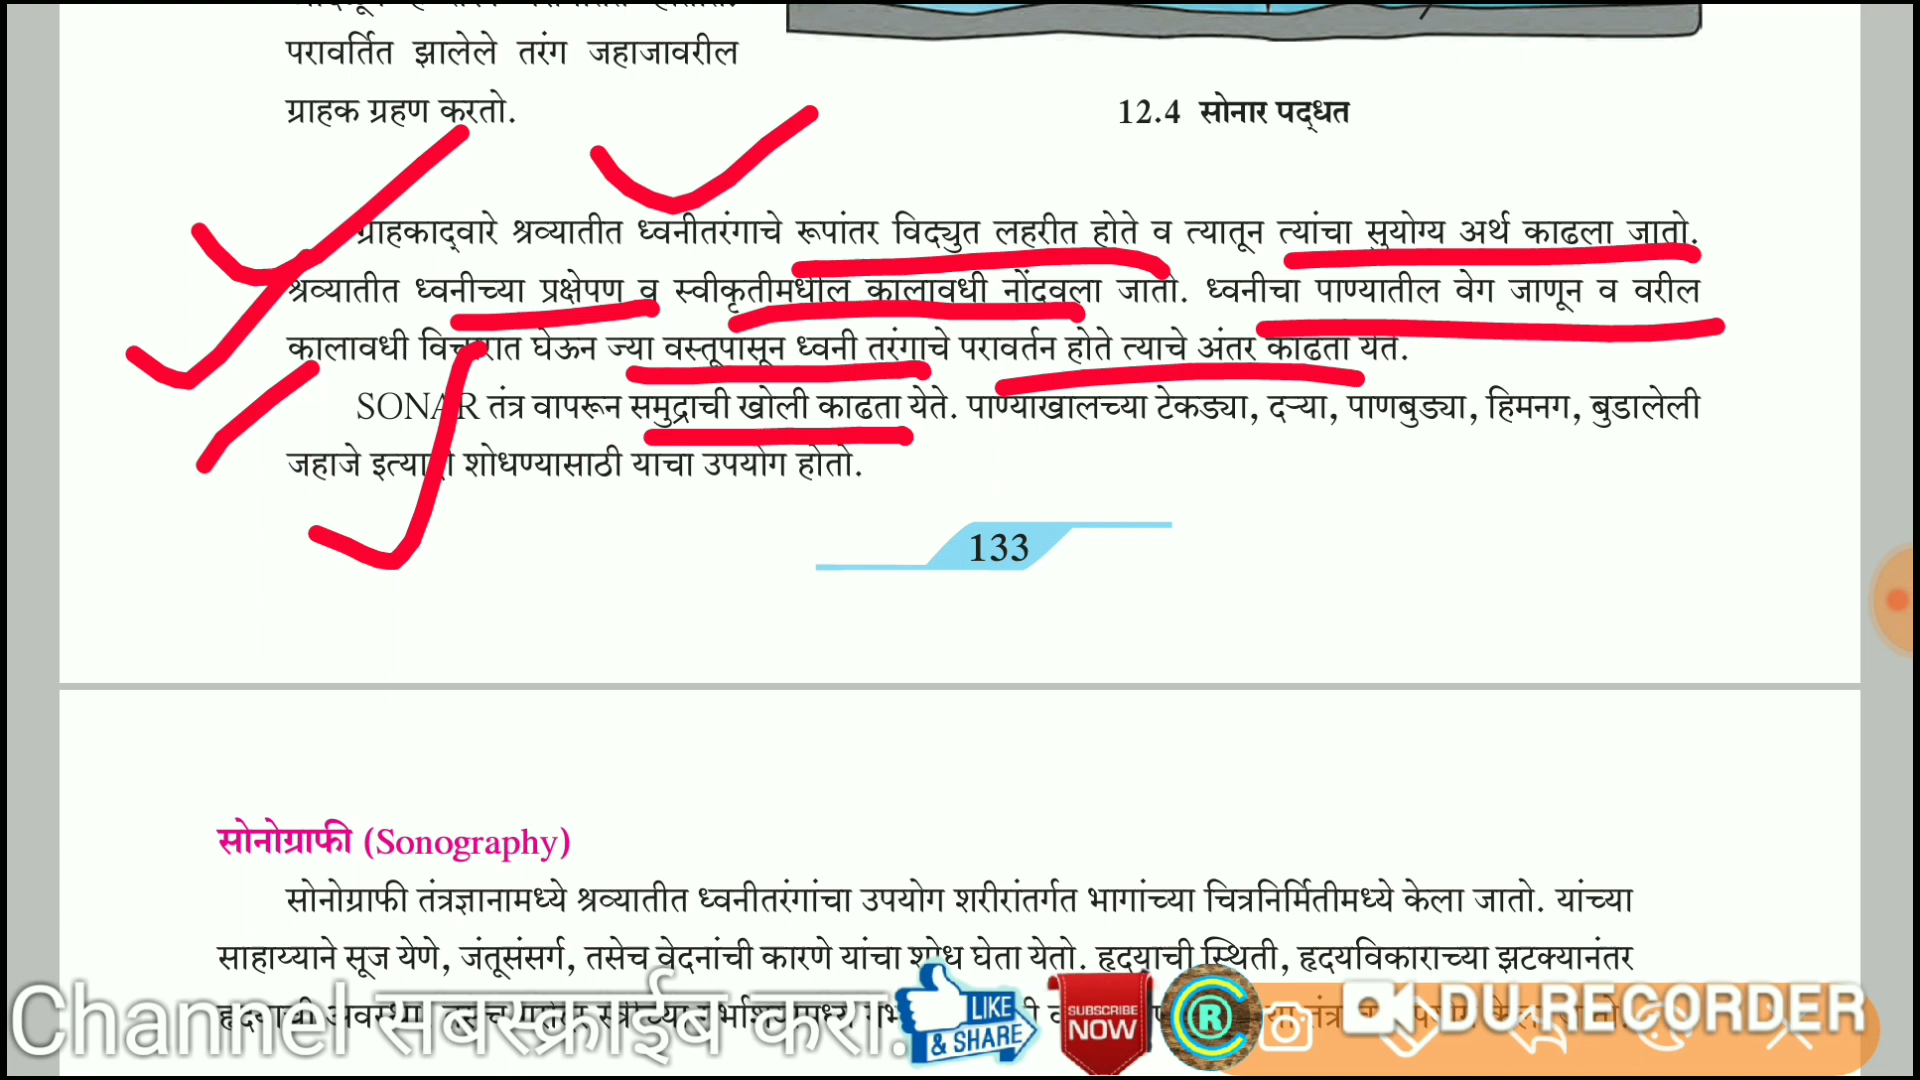 परावर्तित झालेले तरंग जहाजावरील
ग्राहक ग्रहण करतो.
12.4 सोनार पद्धत
ग्राहकाद्वारे श्रव्यातीत ध्वनीतरंगाचे रूपांतर विद्युत लहरीत होते व त्यातून त्यांचा सुयोग्य अर्थ काढला जातो.
श्रव्यातीत ध्वनीच्या प्रक्षेपण व स्वीकृतीमधील कालावधी नोंदवला जातो. ध्वनीचा पाण्यातील वेग जाणून व वरील
कालावधी विचारात घेऊन ज्या वस्तूपासून ध्वनी तरंगाचे परावर्तन होते त्याचे अंतर काढता येते.
SONAR तंत्र वापरून समुद्राची खोली काढता येते. पाण्याखालच्या टेकड्या, दऱ्या, पाणबुड्या, हिमनग, बुडालेली
जहाजे इत्यादी शोधण्यासाठी याचा उपयोग होतो.
133
सोनोग्राफी (Sonography)
सोनोग्राफी तंत्रज्ञानामध्ये श्रव्यातीत ध्वनीतरंगांचा उपयोग शरीरांतर्गत भागांच्या चित्रनिर्मितीमध्ये केला जातो. यांच्या
साहाय्याने सूज येणे, जंतूसंसर्ग, तसेच वेदनांची कारणे यांचा शोध घेता येतो. हृदयाची स्थिती, हृदयविकाराच्या झटक्यानंतर
Channel सबस्क्राईब करा.
LIKE
& SHARE
SUBSCRIBE
NOW
R
DU RECORDER